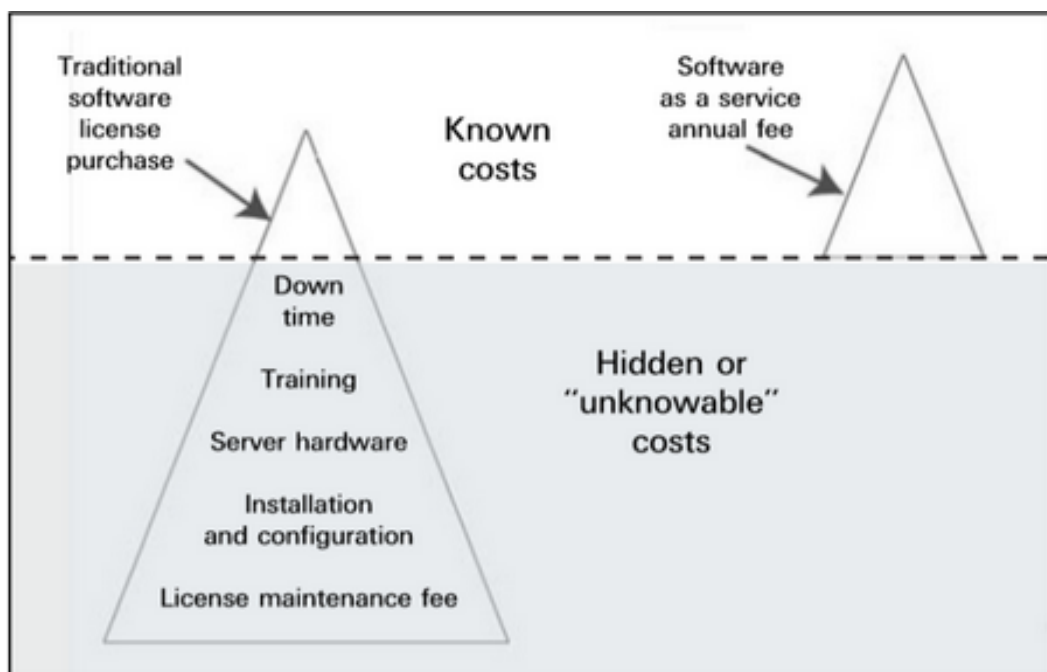 Traditional
software
license
purchase
Known
costs
Software
as a service
annual fee
Down
time
Training
Server hardware
Installation
and configuration
License maintenance fee
Hidden or
“unknowable”
costs